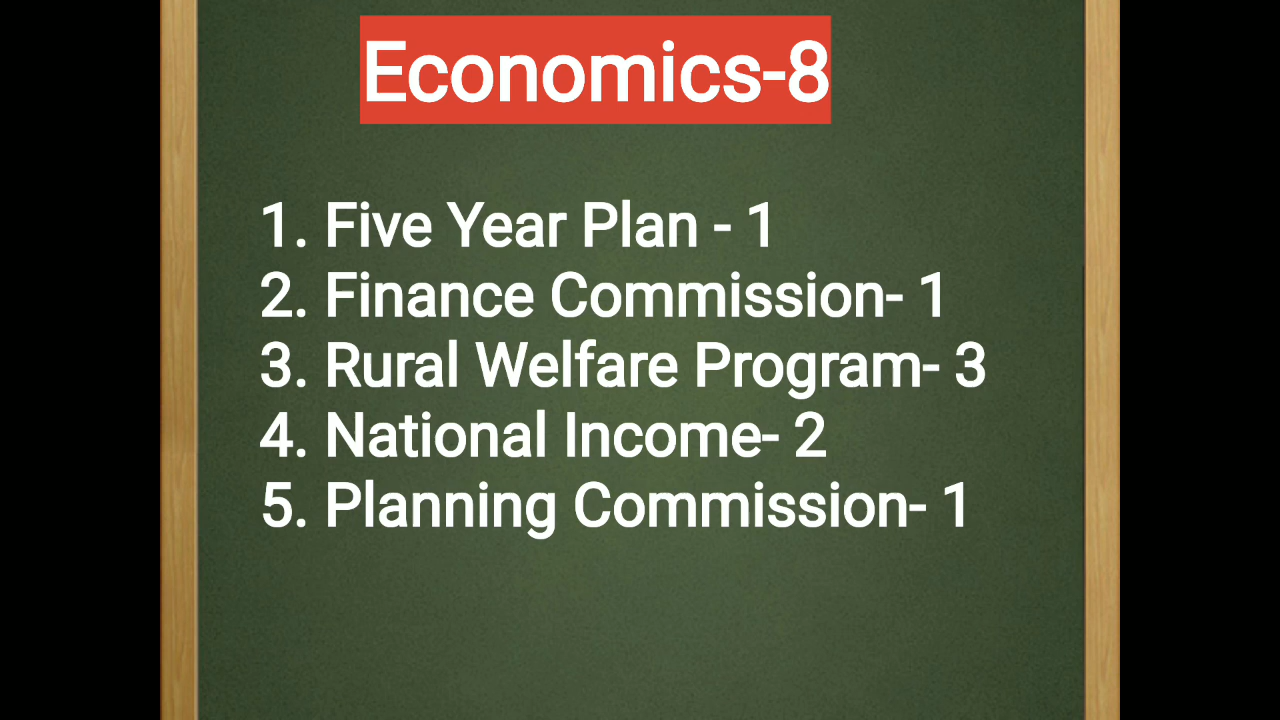 Economics-8
1. Five Year Plan - 1
2. Finance Commission- 1
3. Rural Welfare Program- 3
4. National Income- 2
5. Planning Commission- 1